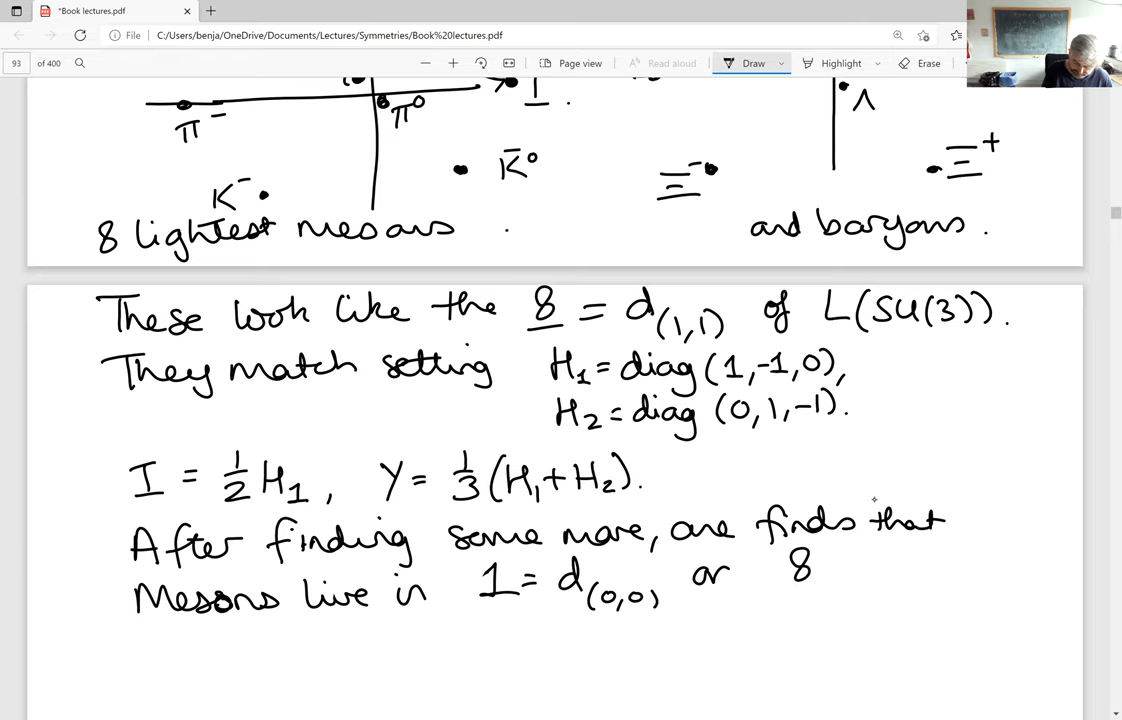 *Book lectures.pdf
File C:/Users/benja/OneDrive/Documents/Lectures/Symmetries/Book%20lectures.pdf
93 of 400 Page view Read aloud Draw Highlight Erase
I.
π⁻ π⁰ Λ
K⁻ K̄⁰ Ξ⁻ Ξ⁺
8 lightest mesons . and baryons.
These look like the 8 = d(1,1) of L(SU(3)).
They match setting H₁ = diag(1,-1,0),
H₂ = diag (0,1,-1).
I = 1/2 H₁, Y = 1/3 (H₁+H₂).
After finding some more, one finds that
Mesons live in 1 = d(0,0) or 8